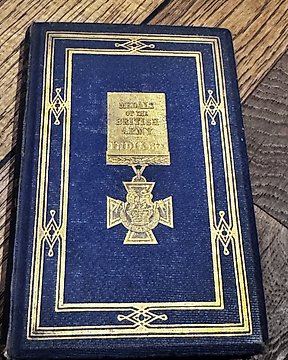 MEDALS
OF THE
BRITISH
ARMY